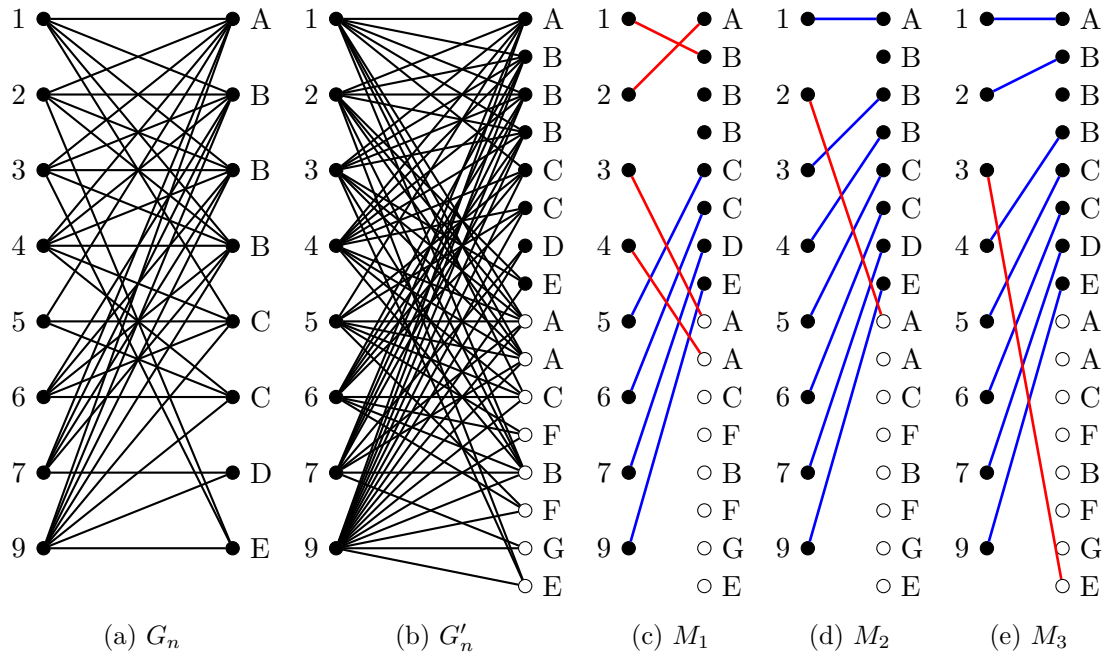 1 A 1 A 1 A 1 A 1 A
B B B B
2 B 2 B 2 B 2 B 2 B
B B B B
3 B 3 C 3 C 3 C 3 C
C C C C
4 B 4 D 4 D 4 D 4 D
E E E E
5 C 5 A 5 A 5 A 5 A
A A A A
6 C 6 C 6 C 6 C 6 C
F F F F
7 D 7 B 7 B 7 B 7 B
F F F F
9 E 9 G 9 G 9 G 9 G
E E E E
(a) Gₙ (b) G′ₙ (c) M₁ (d) M₂ (e) M₃